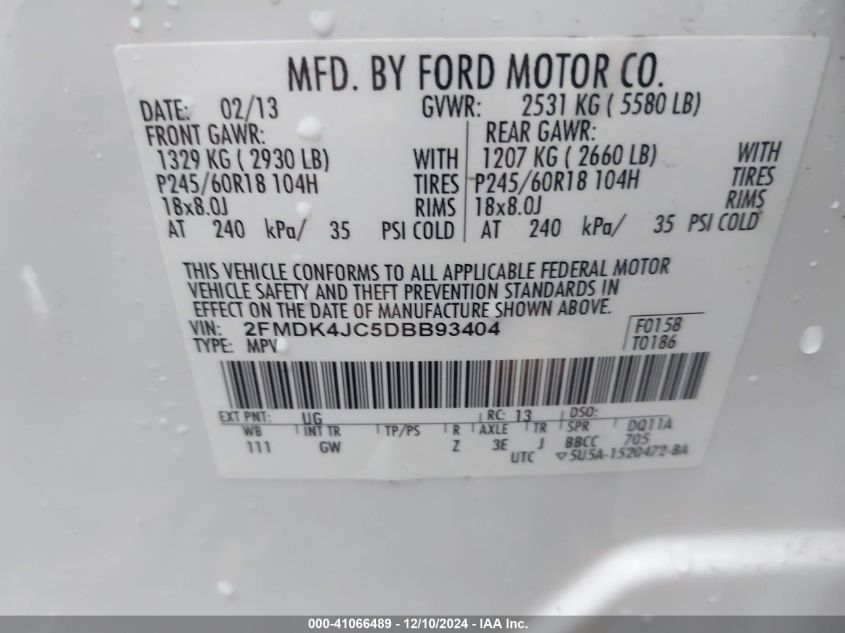 MFD. BY FORD MOTOR CO.
DATE: 02/13 GVWR: 2531 KG ( 5580 LB)
FRONT GAWR: REAR GAWR:
1329 KG ( 2930 LB) WITH 1207 KG ( 2660 LB) WITH
P245/60R18 104H TIRES P245/60R18 104H TIRES
18x8.0J RIMS 18x8.0J RIMS
AT 240 kPa/ 35 PSI COLD AT 240 kPa/ 35 PSI COLD
THIS VEHICLE CONFORMS TO ALL APPLICABLE FEDERAL MOTOR
VEHICLE SAFETY AND THEFT PREVENTION STANDARDS IN
EFFECT ON THE DATE OF MANUFACTURE SHOWN ABOVE.
VIN: 2FMDK4JC5DBB93404 F0158
TYPE: MPV T0186
EXT PNT: UG RC: 13 DSO:
WB INT TR TP/PS R AXLE TR SPR DQ11A
111 GW Z 3E J BBCC 705
UTC ▽5U5A-1520472-BA
000-41066489 - 12/10/2024 - IAA Inc.